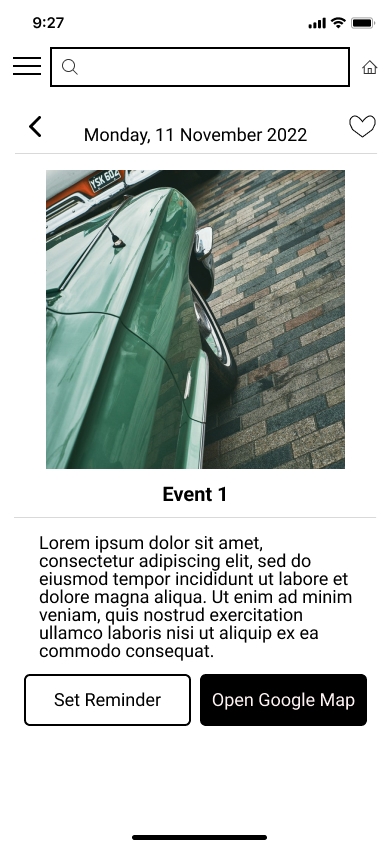 9:27
Monday, 11 November 2022
YSK 602
Event 1
Lorem ipsum dolor sit amet,
consectetur adipiscing elit, sed do
eiusmod tempor incididunt ut labore et
dolore magna aliqua. Ut enim ad minim
veniam, quis nostrud exercitation
ullamco laboris nisi ut aliquip ex ea
commodo consequat.
Set Reminder
Open Google Map